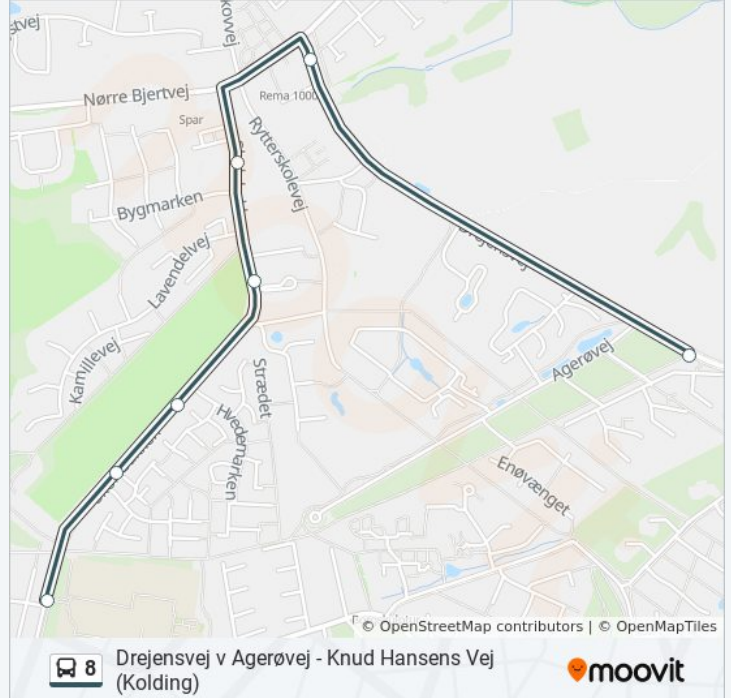 kovvej
stvej
Nørre Bjertvej
Rema 1000
Spar
Rytterskolevej
Bygmarken
Lavendelvej
Drejensvej
Kamillevej
Strædet
Agerøvej
Hvedemarken
Enøvænget
© OpenStreetMap contributors | © OpenMapTiles
8
Drejensvej v Agerøvej - Knud Hansens Vej
(Kolding)
moovit